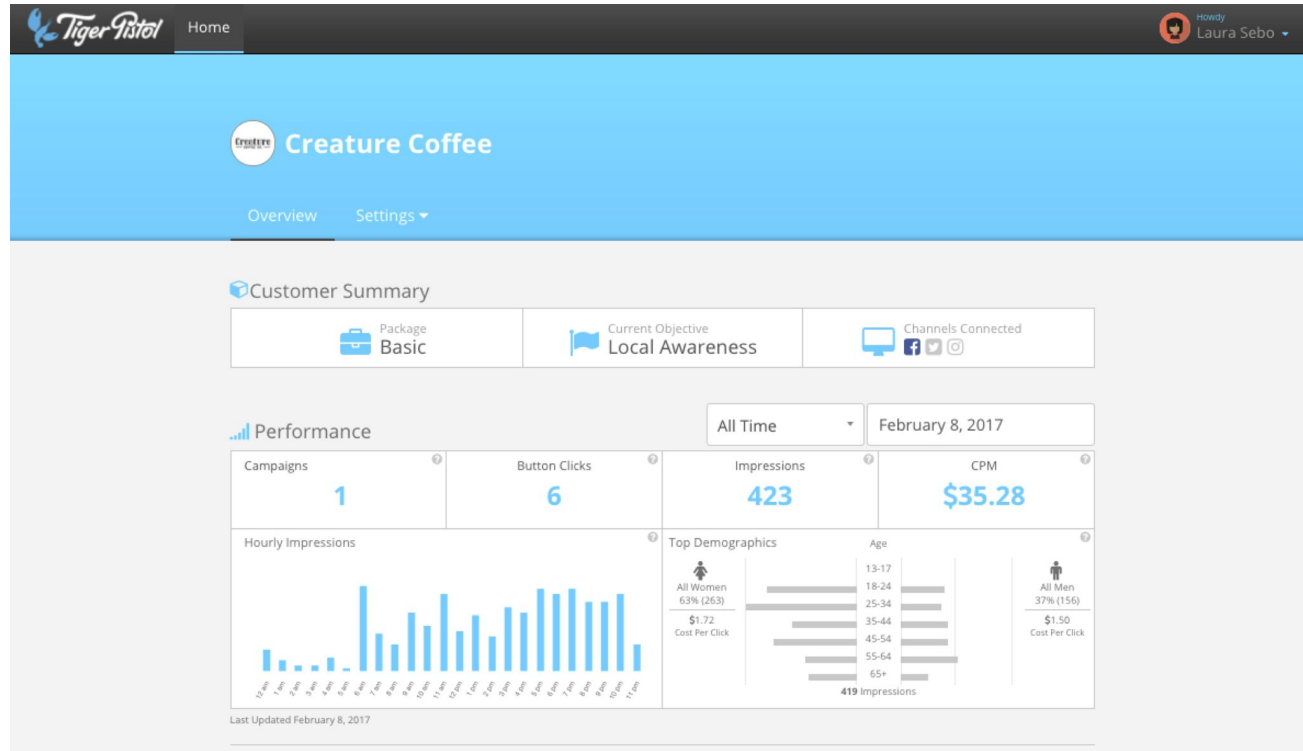 Tiger Pistol Home
Howdy
Laura Sebo
Creature
Creature Coffee
Overview Settings
Customer Summary
Package
Basic
Current Objective
Local Awareness
Channels Connected
Performance
All Time
February 8, 2017
Campaigns
1
Button Clicks
6
Impressions
423
CPM
$35.28
Hourly Impressions
12 am 1 am 2 am 3 am 4 am 5 am 6 am 7 am 8 am 9 am 10 am 11 am 12 pm 1 pm 2 pm 3 pm 4 pm 5 pm 6 pm 7 pm 8 pm 9 pm 10 pm 11 pm
Top Demographics
Age
All Women
63% (263)
$1.72
Cost Per Click
13-17
18-24
25-34
35-44
45-54
55-64
65+
419 Impressions
All Men
37% (156)
$1.50
Cost Per Click
Last Updated February 8, 2017